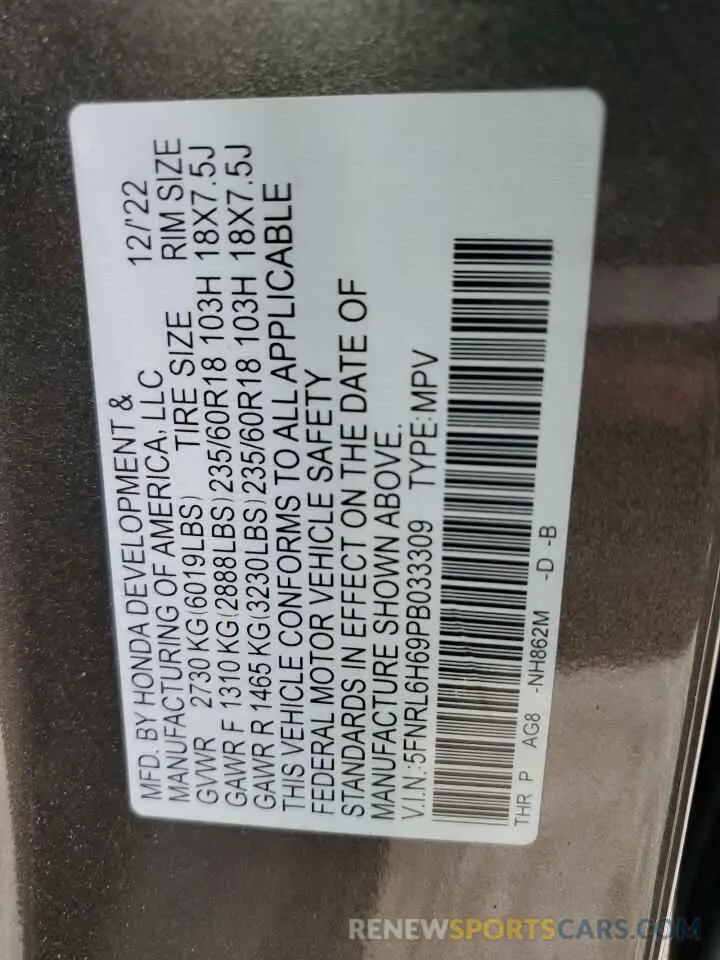 MFD. BY HONDA DEVELOPMENT &
MANUFACTURING OF AMERICA, LLC 12/'22
GVWR 2730 KG(6019LBS) TIRE SIZE RIM SIZE
GAWR F 1310 KG(2888LBS) 235/60R18 103H 18X7.5J
GAWR R 1465 KG(3230LBS) 235/60R18 103H 18X7.5J
THIS VEHICLE CONFORMS TO ALL APPLICABLE
FEDERAL MOTOR VEHICLE SAFETY
STANDARDS IN EFFECT ON THE DATE OF
MANUFACTURE SHOWN ABOVE.
V.I.N.:5FNRL6H69PB033309 TYPE:MPV
THR P AG8 -NH862M -D -B
RENEWSPORTSCARS.COM